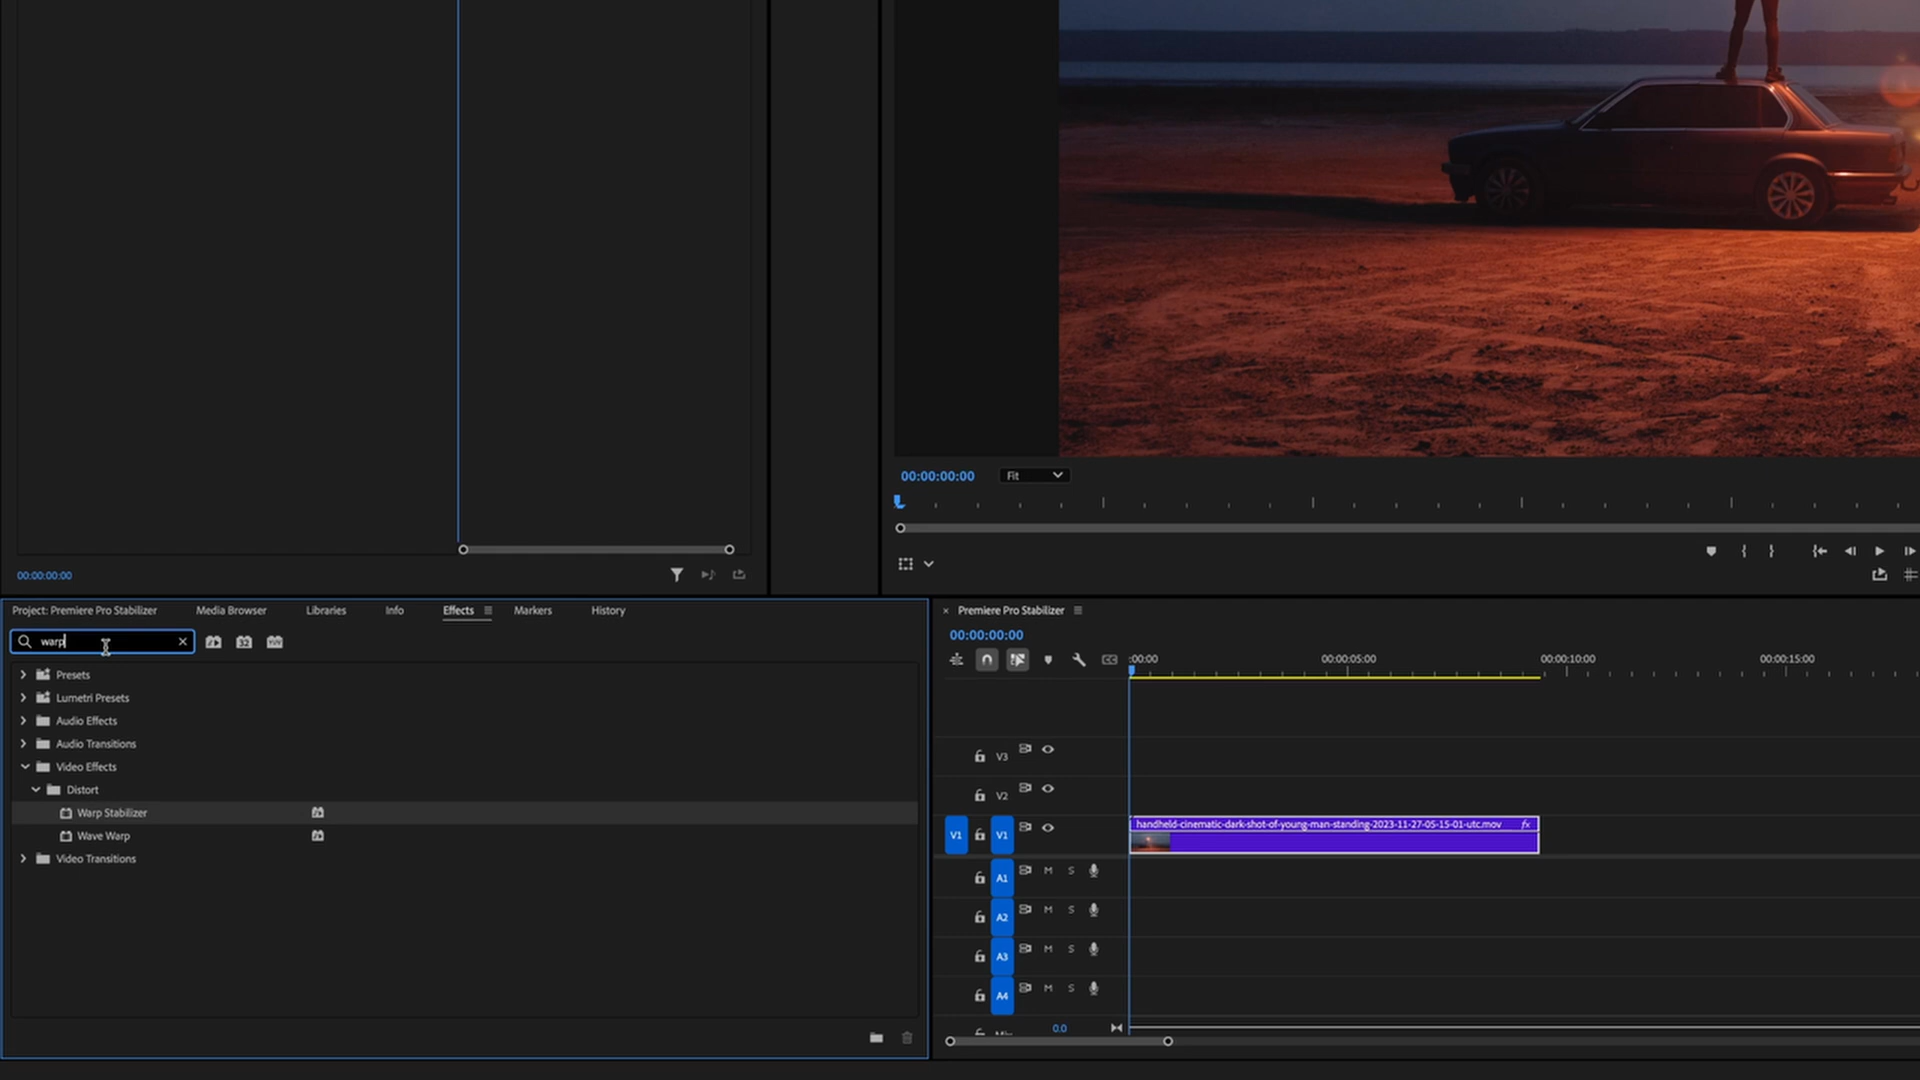 00:00:00:00
Fit
00:00:00:00
Project: Premiere Pro Stabilizer
Media Browser
Libraries
Info
Effects
Markers
History
warp
32
YUV
Presets
Lumetri Presets
Audio Effects
Audio Transitions
Video Effects
Distort
Warp Stabilizer
Wave Warp
Video Transitions
Premiere Pro Stabilizer
00:00:00:00
:00:00
00:00:05:00
00:00:10:00
00:00:15:00
V3
V2
V1
V1
handheld-cinematic-dark-shot-of-young-man-standing-2023-11-27-05-15-01-utc.mov
fx
A1
M
S
A2
M
S
A3
M
S
A4
M
S
0.0